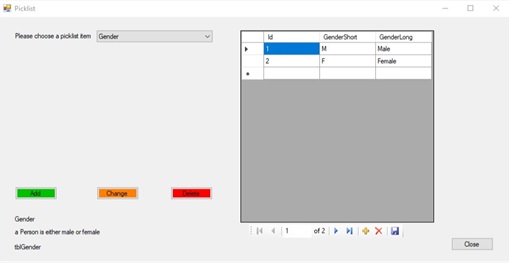 Picklist
Please choose a picklist item Gender
Id GenderShort GenderLong
1 M Male
2 F Female
Add Change Delete
Gender
a Person is either male or female
tblGender
1 of 2
Close